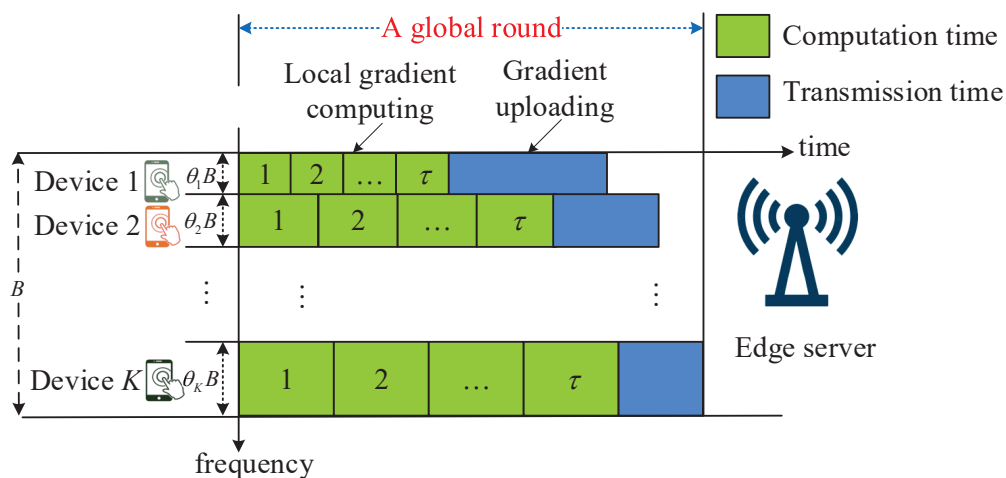 A global round
Computation time
Transmission time
Local gradient
computing
Gradient
uploading
time
Device 1
θ₁B
1 2 … τ
Device 2
θ₂B
1 2 … τ
B
⋮ ⋮ ⋮
Edge server
Device K
θ_K B
1 2 … τ
frequency